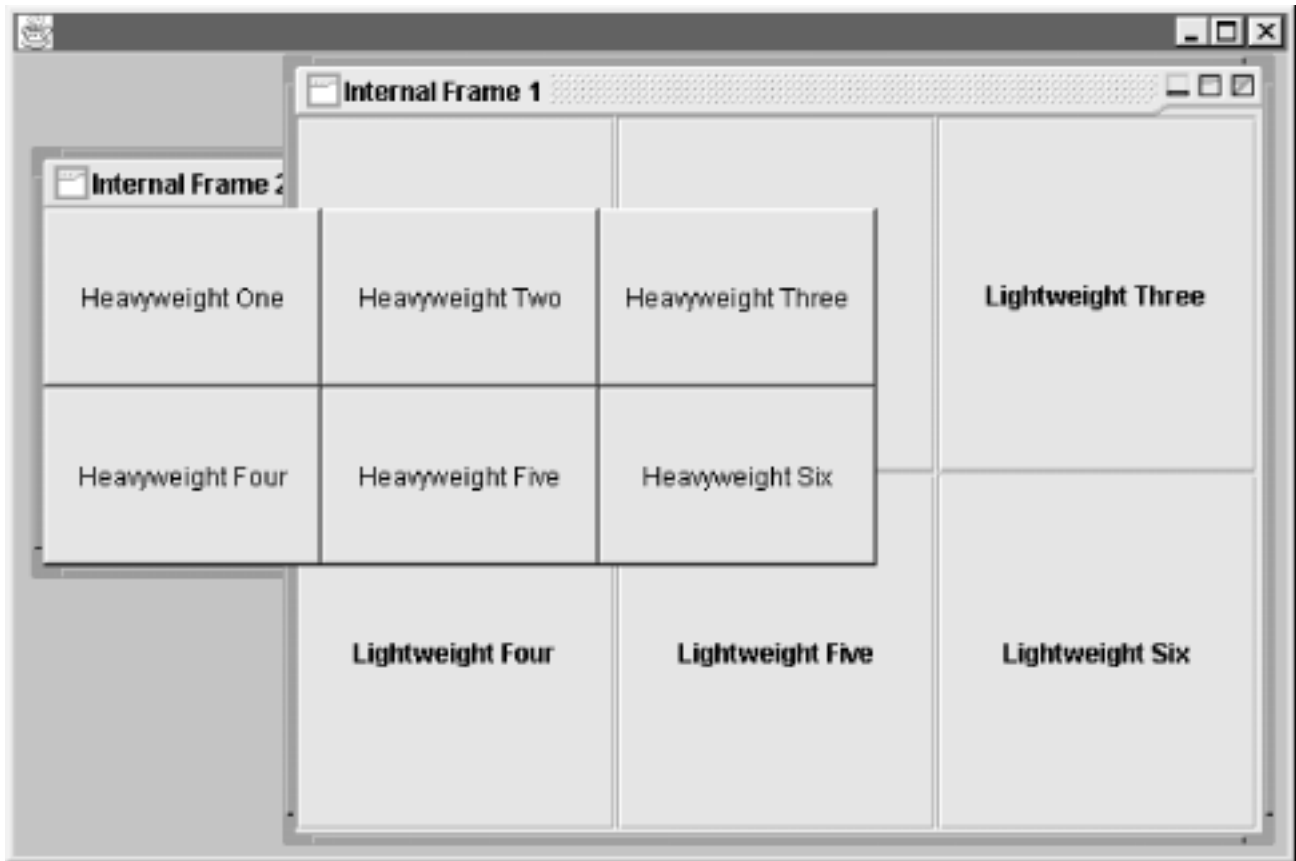 Internal Frame 1
Internal Frame
Heavyweight One
Heavyweight Two
Heavyweight Three
Lightweight Three
Heavyweight Four
Heavyweight Five
Heavyweight Six
Lightweight Four
Lightweight Five
Lightweight Six